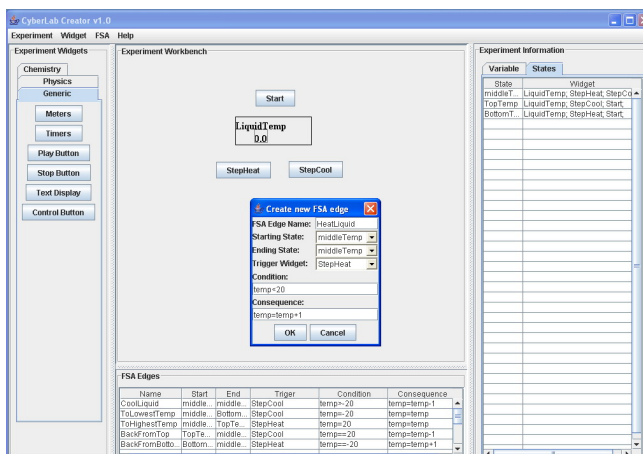 CyberLab Creator v1.0
Experiment Widget FSA Help
Experiment Widgets
Chemistry
Physics
Generic
Meters
Timers
Play Button
Stop Button
Text Display
Control Button
Experiment Workbench
Start
LiquidTemp
0.0
StepHeat StepCool
Create new FSA edge
FSA Edge Name: HeatLiquid
Starting State: middleTemp
Ending State: middleTemp
Trigger Widget: StepHeat
Condition:
temp<20
Consequence:
temp=temp+1
OK Cancel
FSA Edges
Name Start End Triger Condition Consequence
CoolLiquid middle... middle... StepCool temp>-20 temp=temp-1
ToLowestTemp middle... Bottom... StepCool temp=-20 temp=temp
ToHighestTemp middle... TopTe... StepHeat temp=20 temp=temp
BackFromTop TopTe... middle... StepCool temp==20 temp=temp-1
BackFromBotto... Bottom... middle... StepHeat temp==-20 temp=temp+1
Experiment Information
Variable States
State Widget
middleT... LiquidTemp; StepHeat; StepCo
TopTemp LiquidTemp; StepCool; Start;
BottomT... LiquidTemp; StepHeat; Start;